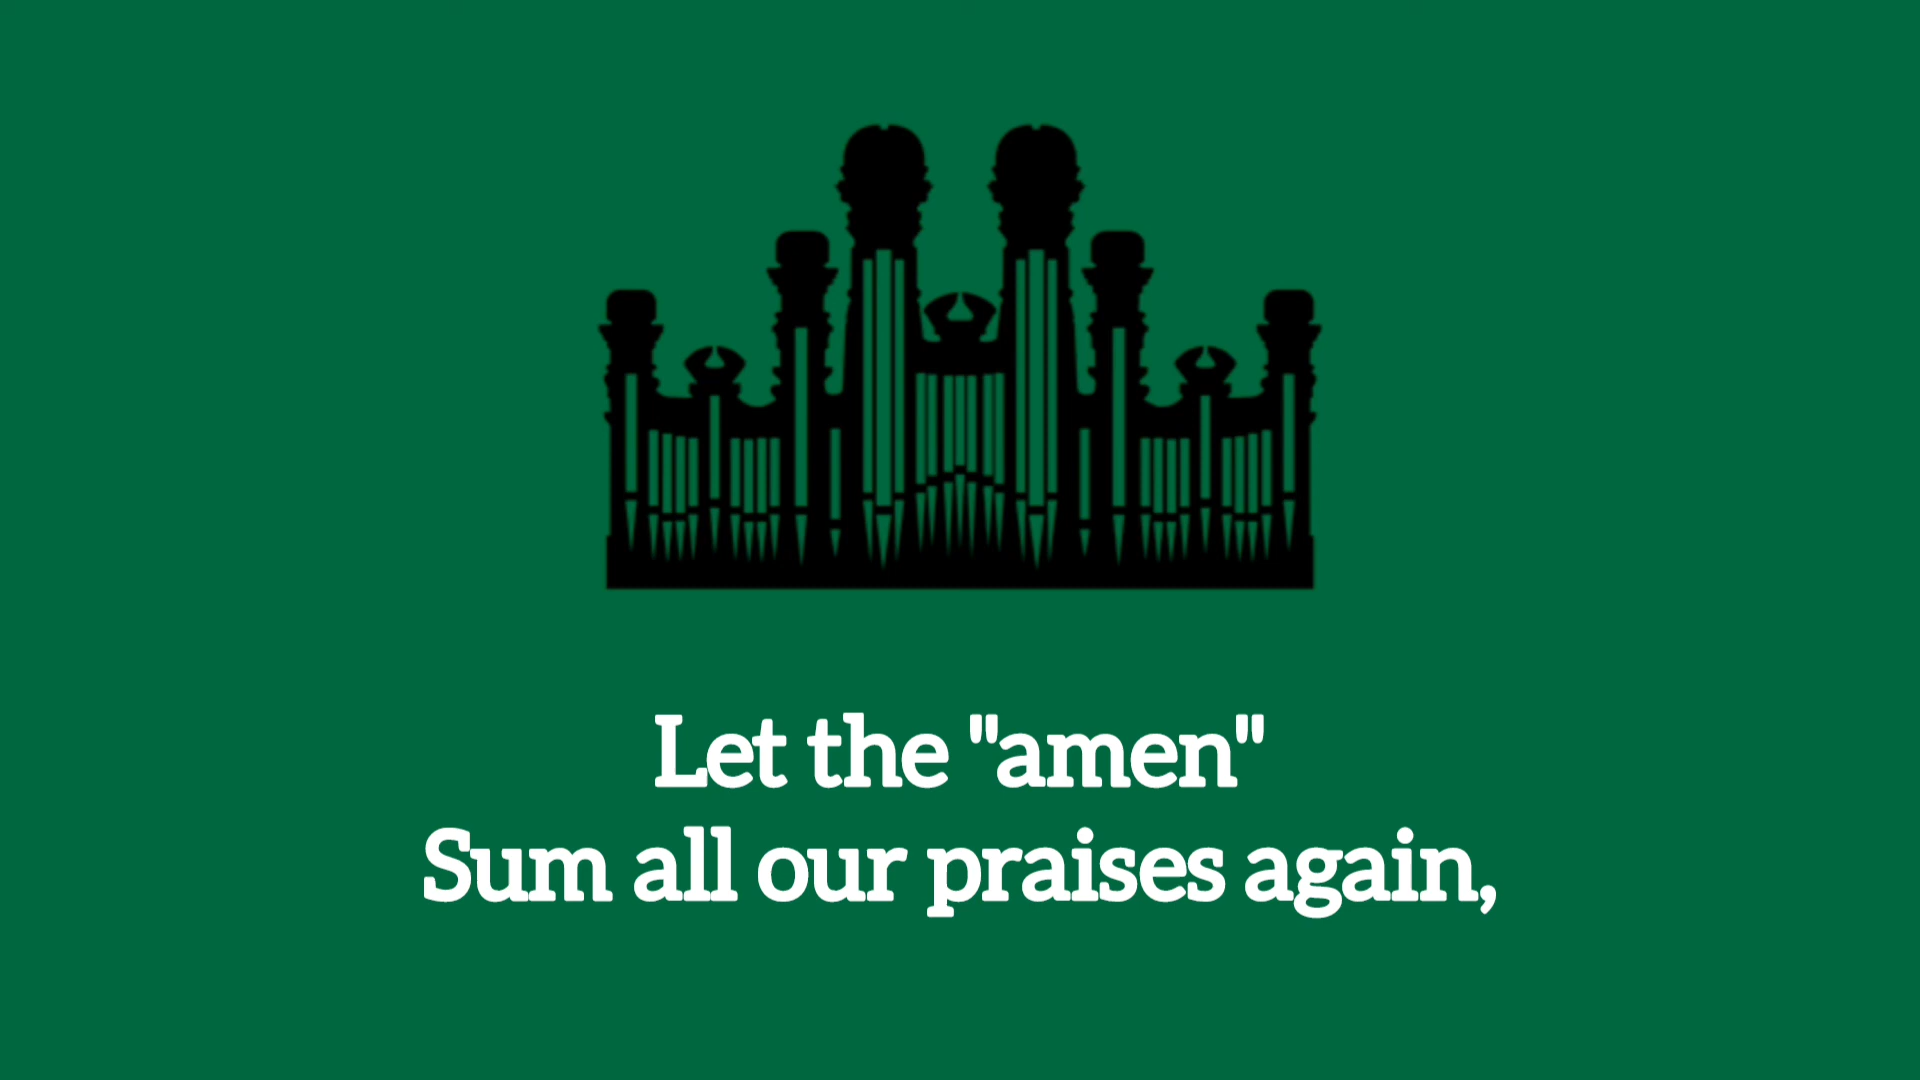 Let the "amen"
Sum all our praises again,